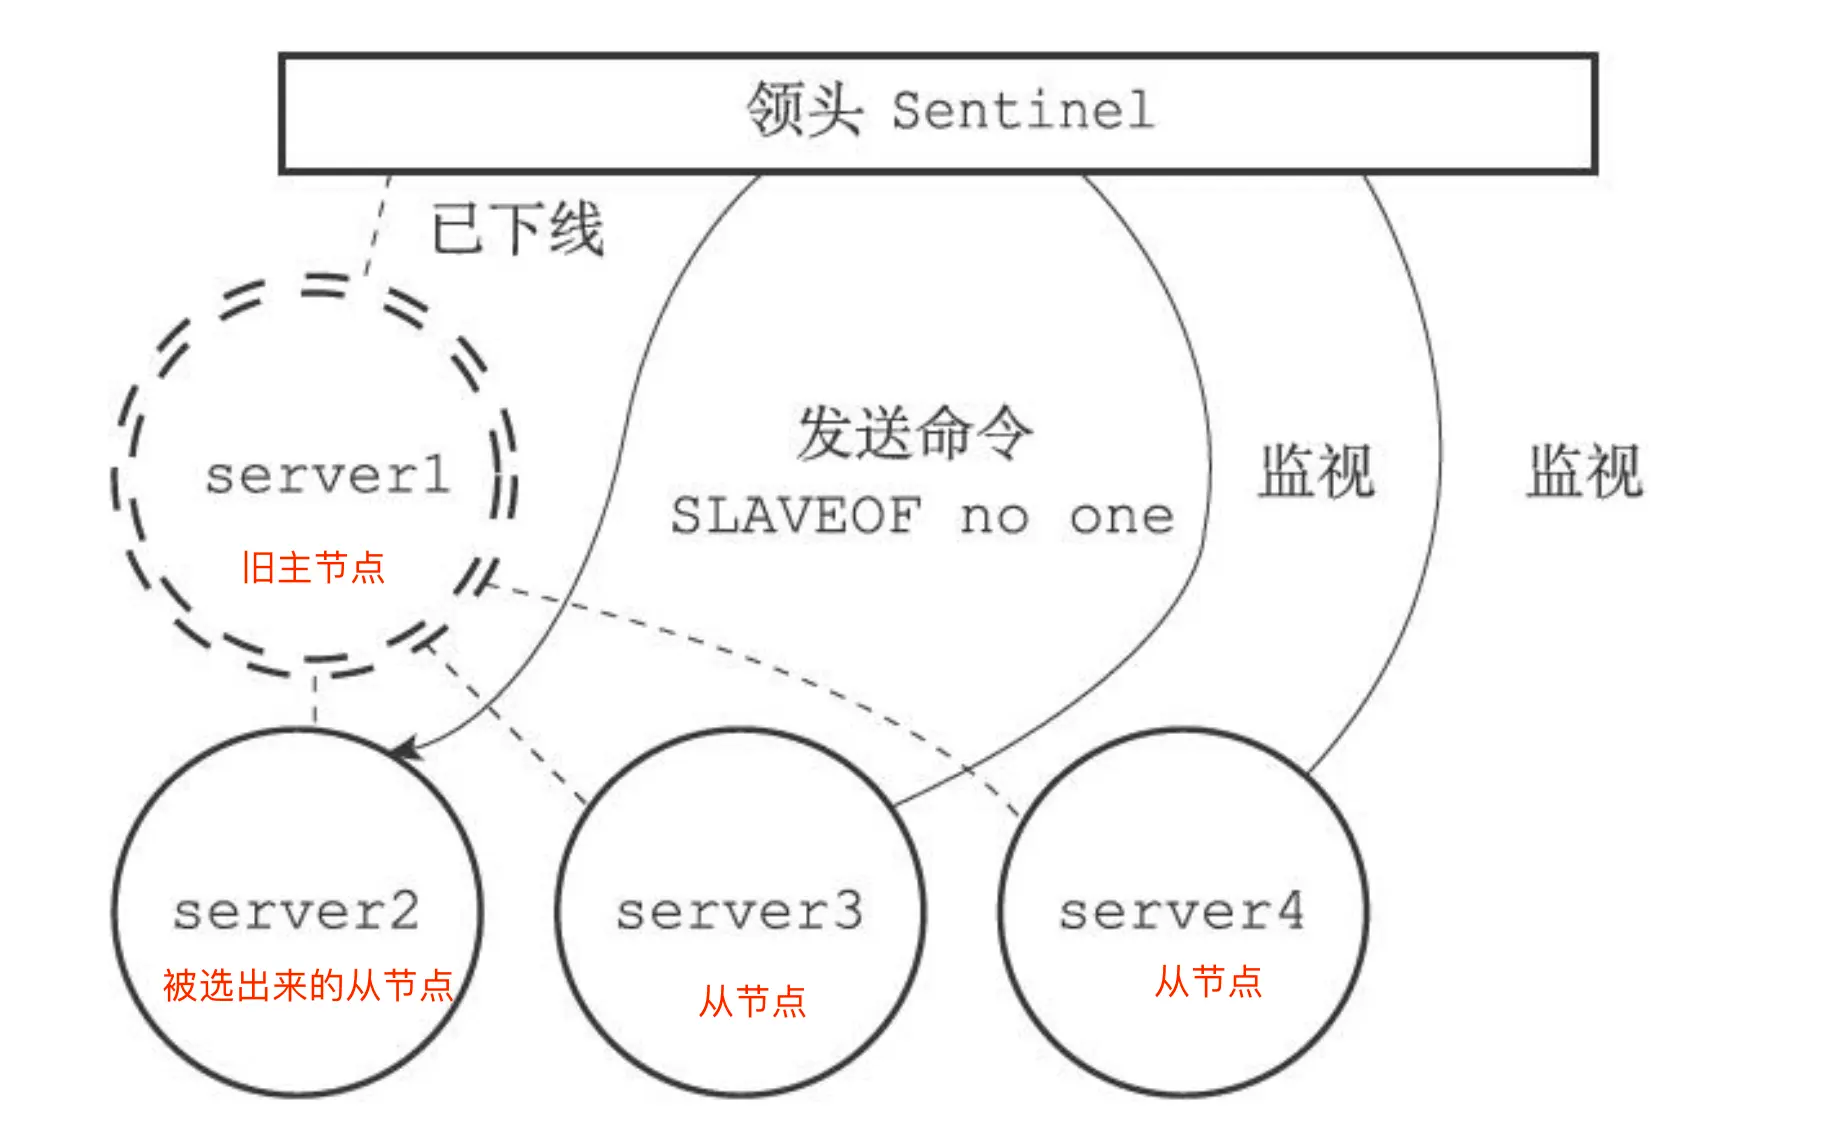 领头 Sentinel
已下线
发送命令
SLAVEOF no one
监视
监视
server1
旧主节点
server2
被选出来的从节点
server3
从节点
server4
从节点